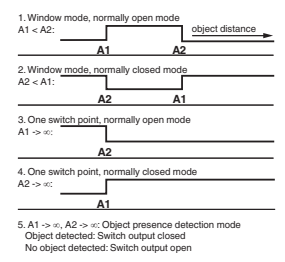 1. Window mode, normally open mode
A1 < A2:
object distance
A1 A2
2. Window mode, normally closed mode
A2 < A1:
A2 A1
3. One switch point, normally open mode
A1 -> ∞:
A2
4. One switch point, normally closed mode
A2 -> ∞:
A1
5. A1 -> ∞, A2 -> ∞: Object presence detection mode
Object detected: Switch output closed
No object detected: Switch output open